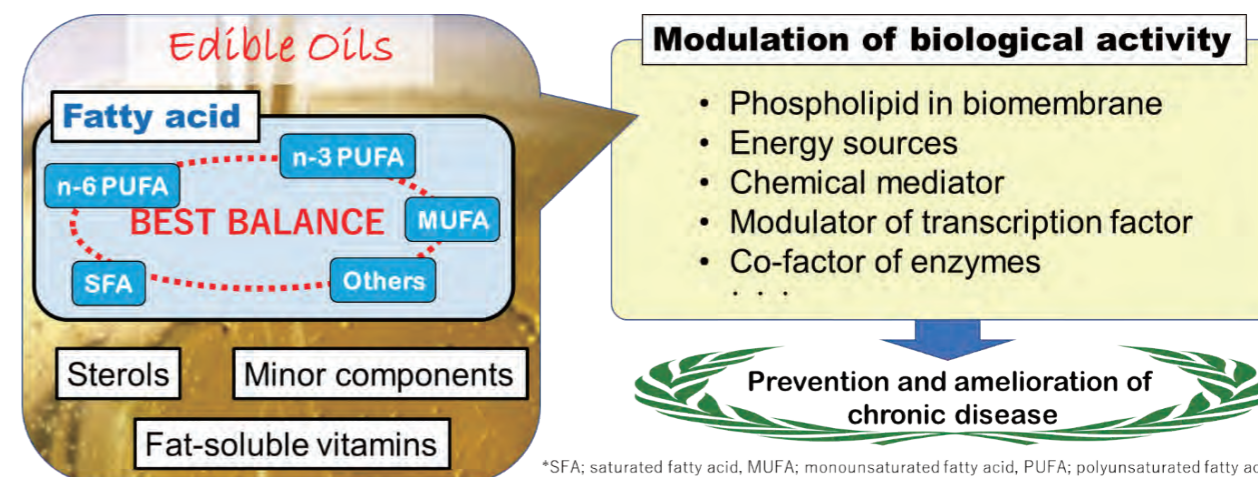 Edible Oils
Fatty acid
n-3 PUFA
n-6 PUFA
BEST BALANCE
MUFA
SFA
Others
Sterols
Minor components
Fat-soluble vitamins
Modulation of biological activity
• Phospholipid in biomembrane
• Energy sources
• Chemical mediator
• Modulator of transcription factor
• Co-factor of enzymes
· · ·
Prevention and amelioration of
chronic disease
*SFA; saturated fatty acid, MUFA; monounsaturated fatty acid, PUFA; polyunsaturated fatty